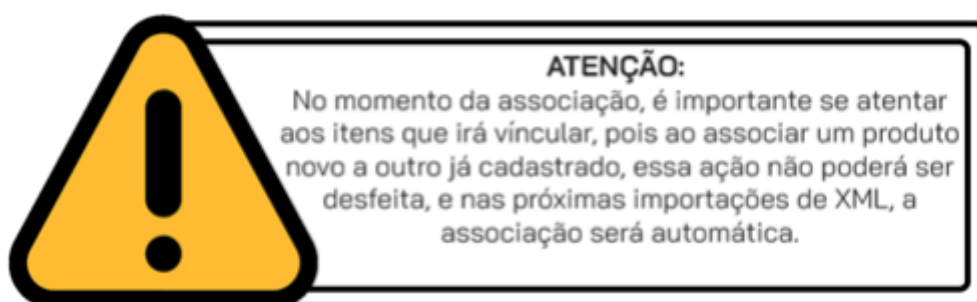 ATENÇÃO:
No momento da associação, é importante se atentar
aos itens que irá víncular, pois ao associar um produto
novo a outro já cadastrado, essa ação não poderá ser
desfeita, e nas próximas importações de XML, a
associação será automática.